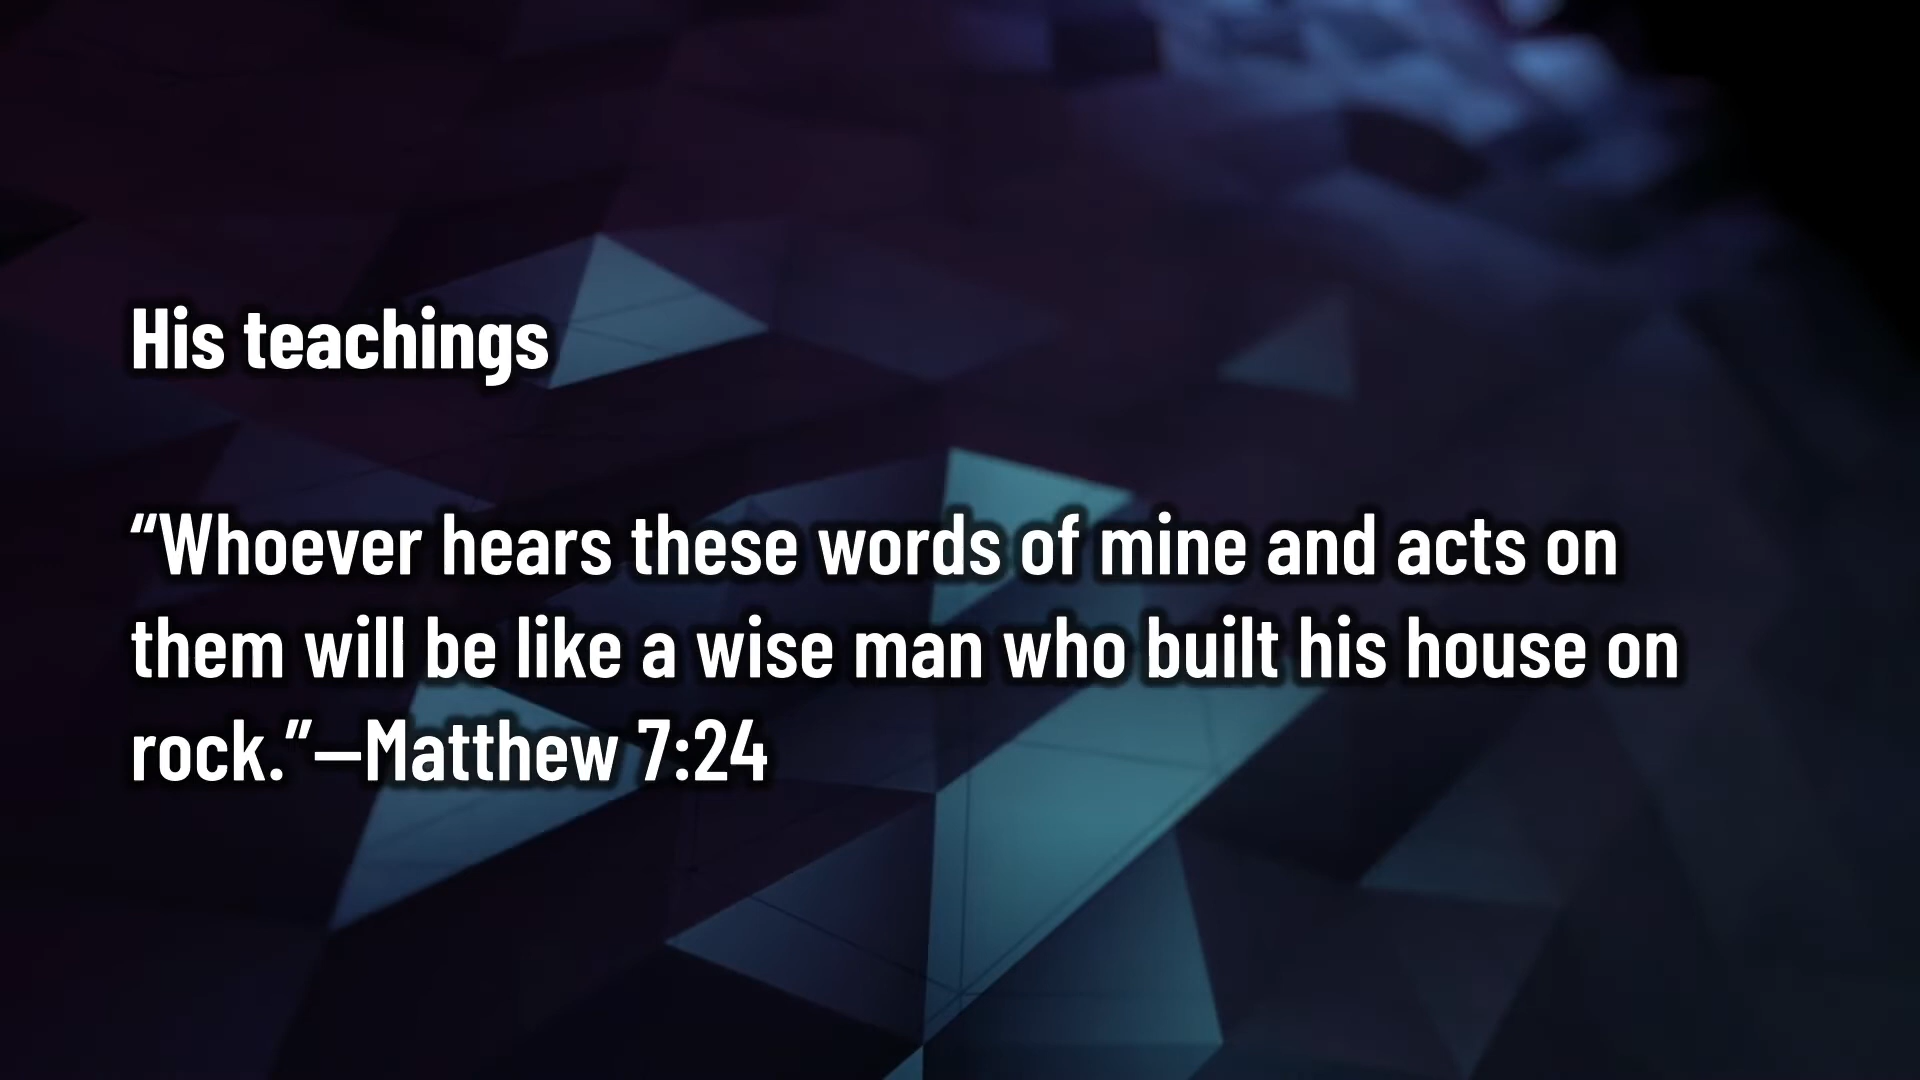 His teachings
“Whoever hears these words of mine and acts on
them will be like a wise man who built his house on
rock.”—Matthew 7:24